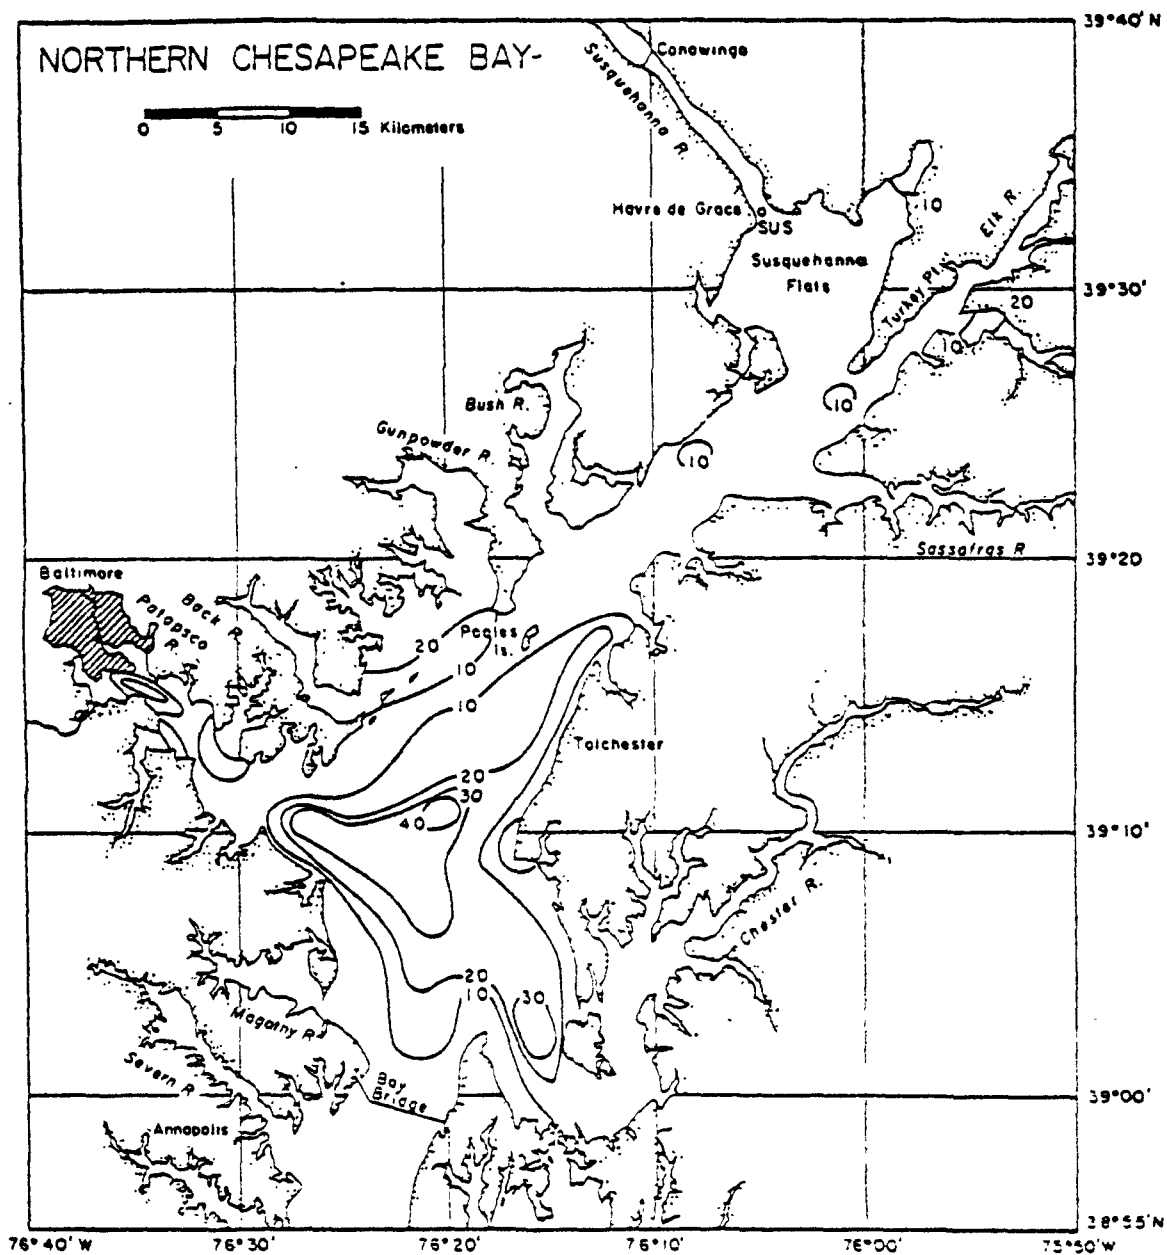 39°40' N
NORTHERN CHESAPEAKE BAY-
Conowingo
Susquehanna R.
0 5 10 15 Kilometers
Elk R.
10
Havre de Grace
SUS
Susquehanna
Flats
39°30'
Turkey Pt.
20
10
10
Bush R.
Gunpowder R.
10
Sassafras R
39°20
Baltimore
Patapsco
R.
Back R.
Pooles
Is.
20
10
10
Tolchester
20
30
40
39°10'
Chester R.
20
10
30
Magothy R.
Severn R.
Bay
Bridge
39°00'
Annapolis
38°55'N
76°40' W
76°30'
76°20'
76°10'
76°00'
75°50'W